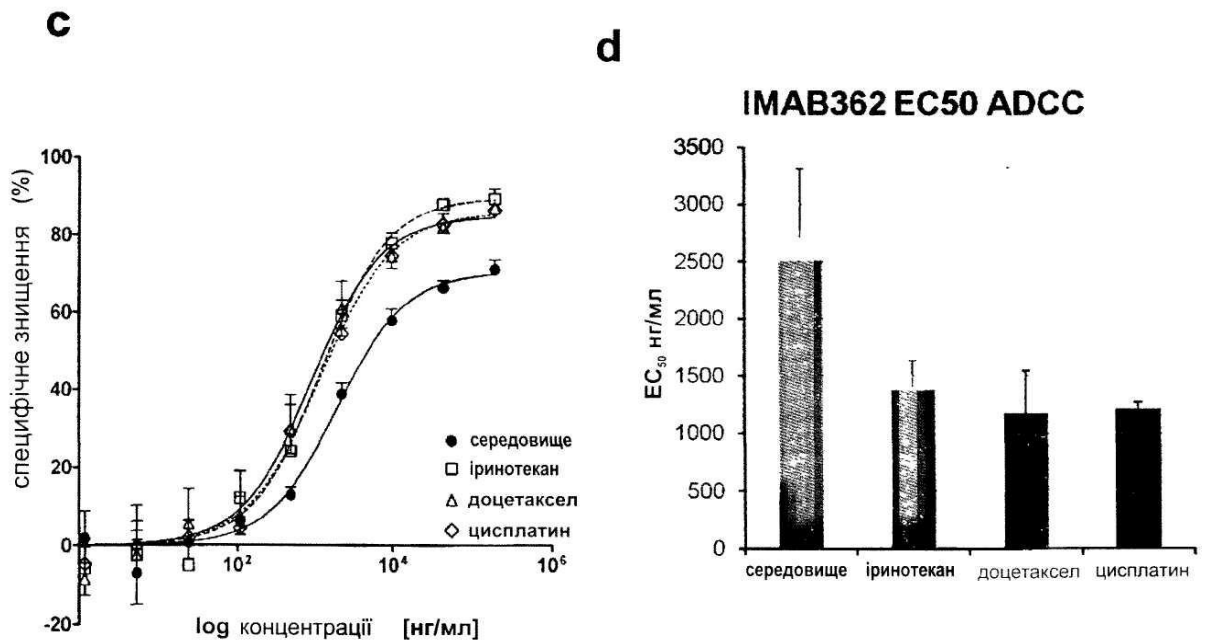 c
специфічне знищення (%)
100
80
60
40
20
0
-20
10²
10⁴
10⁶
середовище
іринотекан
доцетаксел
цисплатин
log концентрації [нг/мл]
d
IMAB362 EC50 ADCC
EC₅₀ нг/мл
3500
3000
2500
2000
1500
1000
500
0
середовище
іринотекан
доцетаксел
цисплатин